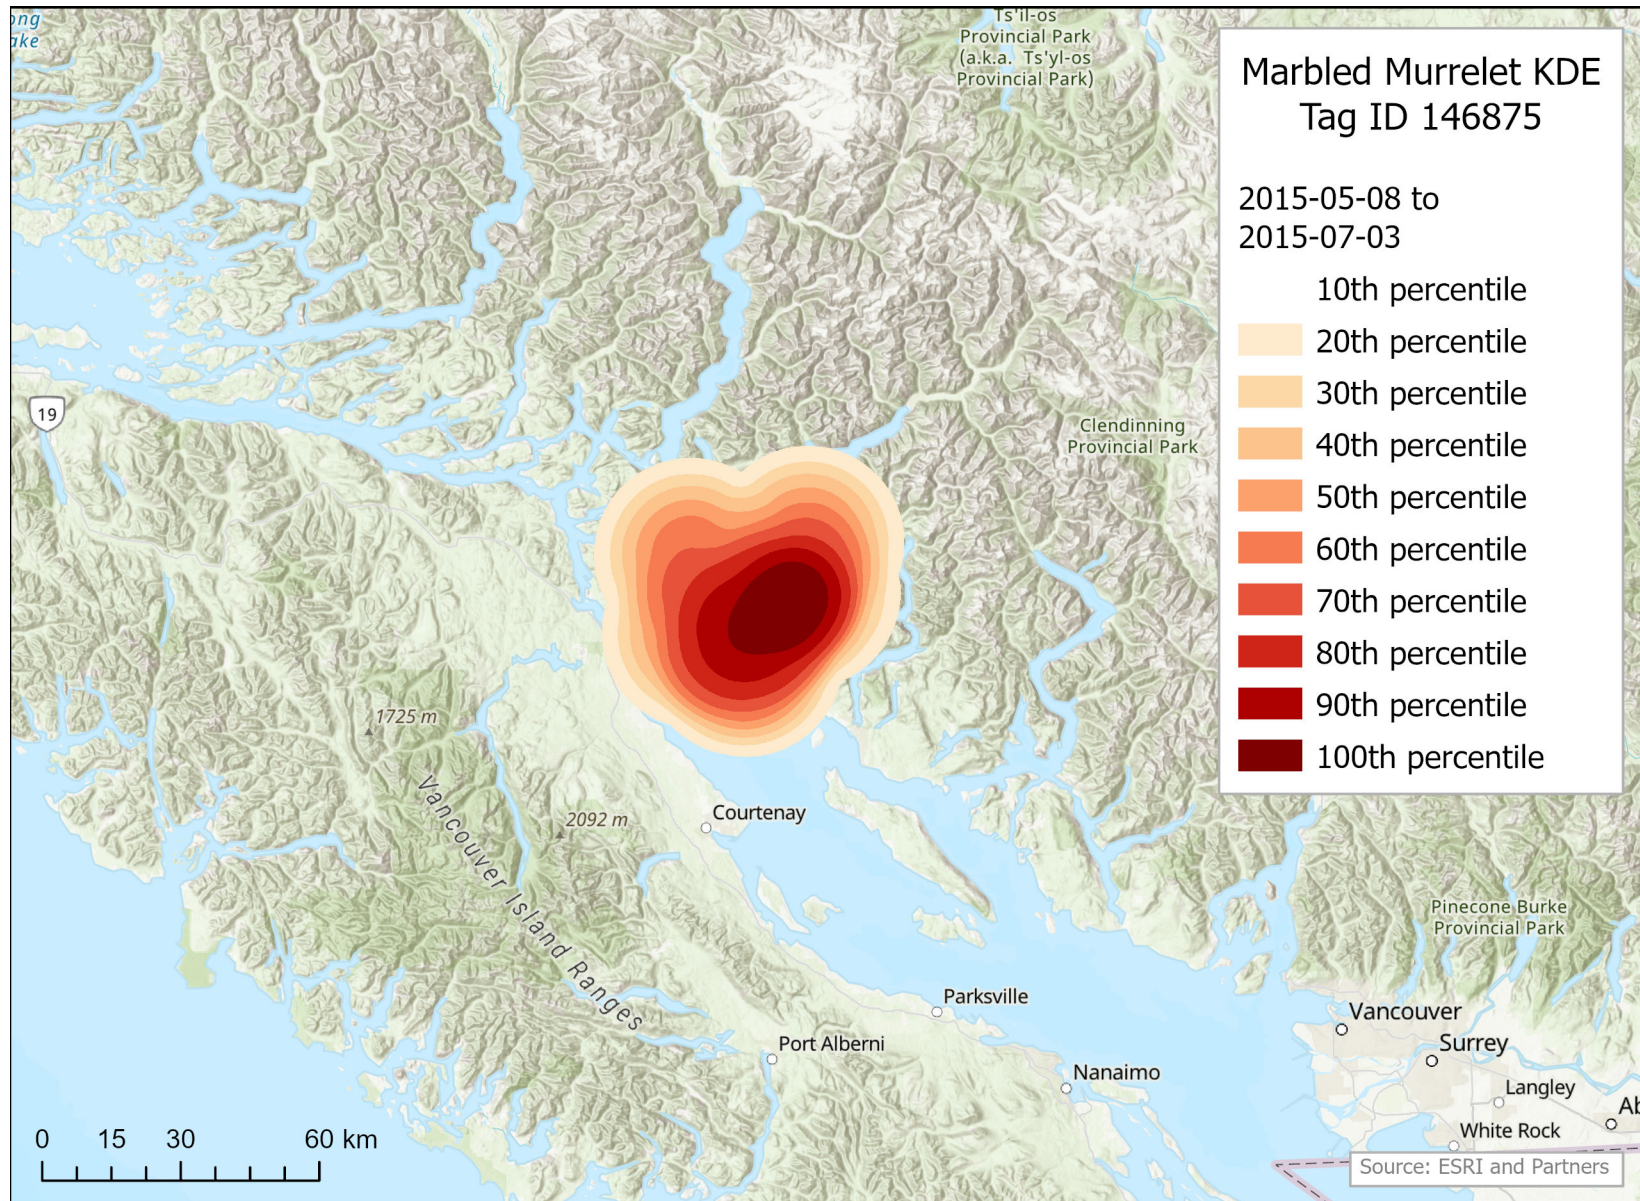 ong
ake
Ts'il-os
Provincial Park
(a.k.a. Ts'yl-os
Provincial Park)
Marbled Murrelet KDE
Tag ID 146875
2015-05-08 to
2015-07-03
10th percentile
20th percentile
30th percentile
40th percentile
50th percentile
60th percentile
70th percentile
80th percentile
90th percentile
100th percentile
19
Clendinning
Provincial Park
1725 m
2092 m
Vancouver Island Ranges
Courtenay
Pinecone Burke
Provincial Park
Parksville
Port Alberni
Nanaimo
Vancouver
Surrey
Langley
Ab
White Rock
0 15 30 60 km
Source: ESRI and Partners